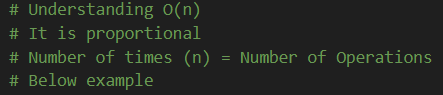 # Understanding O(n)
# It is proportional
# Number of times (n) = Number of Operations
# Below example